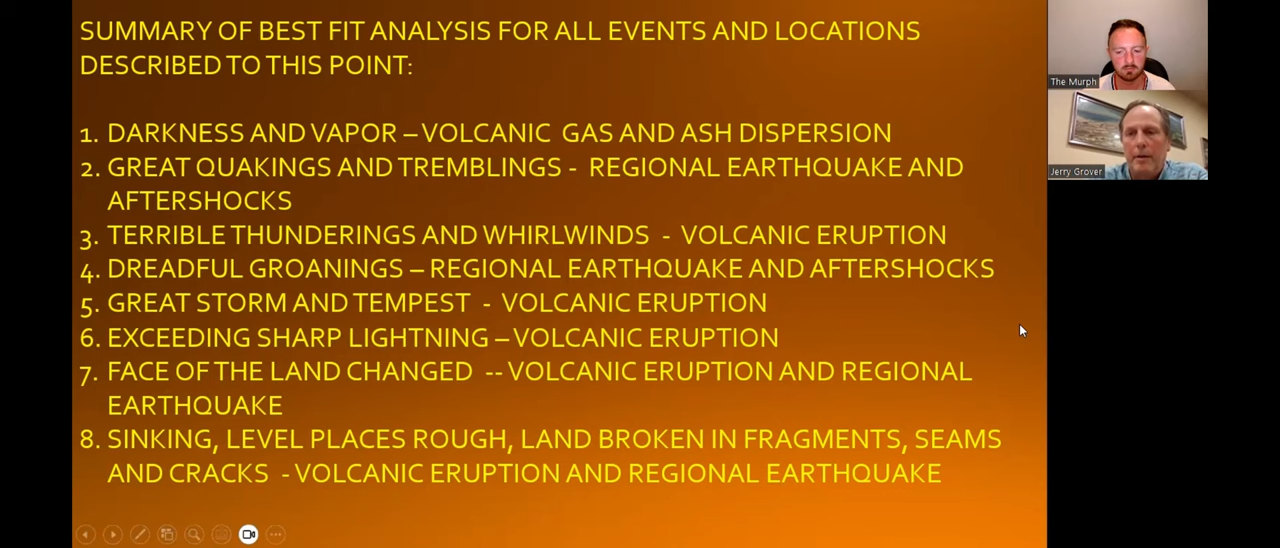 SUMMARY OF BEST FIT ANALYSIS FOR ALL EVENTS AND LOCATIONS
DESCRIBED TO THIS POINT:
1. DARKNESS AND VAPOR – VOLCANIC GAS AND ASH DISPERSION
2. GREAT QUAKINGS AND TREMBLINGS - REGIONAL EARTHQUAKE AND
AFTERSHOCKS
3. TERRIBLE THUNDERINGS AND WHIRLWINDS - VOLCANIC ERUPTION
4. DREADFUL GROANINGS – REGIONAL EARTHQUAKE AND AFTERSHOCKS
5. GREAT STORM AND TEMPEST - VOLCANIC ERUPTION
6. EXCEEDING SHARP LIGHTNING – VOLCANIC ERUPTION
7. FACE OF THE LAND CHANGED -- VOLCANIC ERUPTION AND REGIONAL
EARTHQUAKE
8. SINKING, LEVEL PLACES ROUGH, LAND BROKEN IN FRAGMENTS, SEAMS
AND CRACKS - VOLCANIC ERUPTION AND REGIONAL EARTHQUAKE
The Murph
Jerry Grover